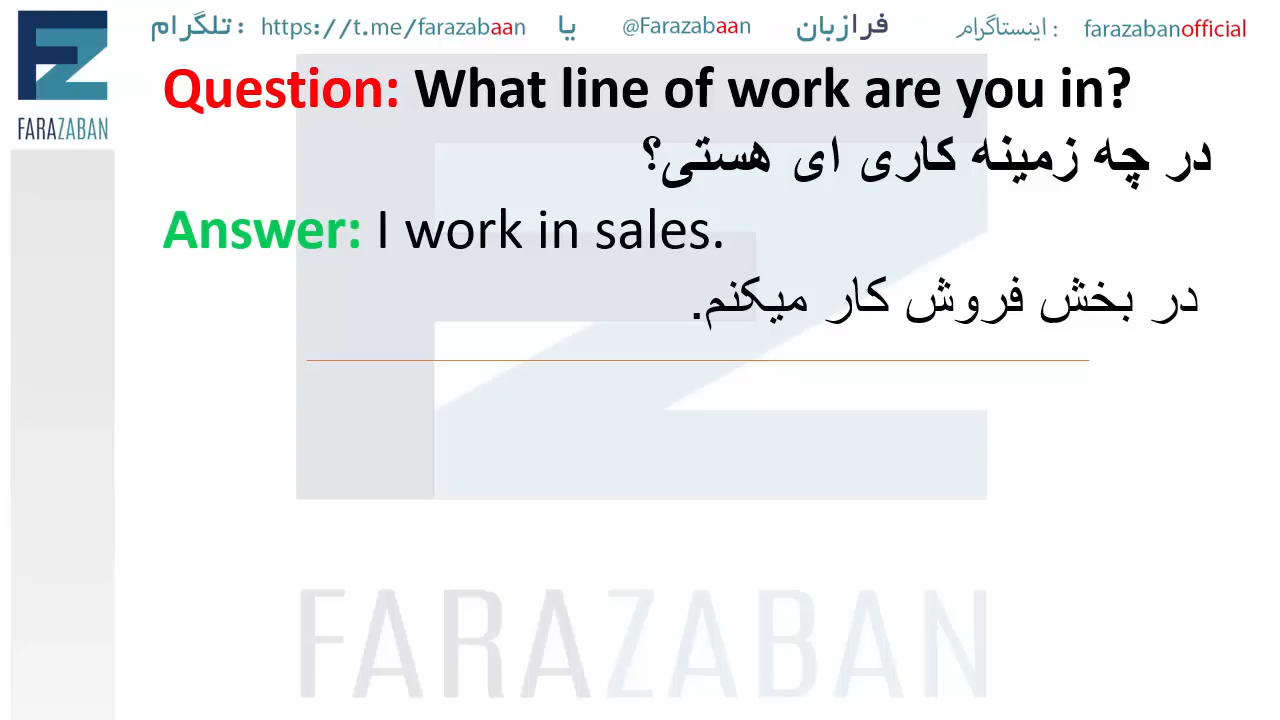 تلگرام : https://t.me/farazabaan یا @Farazabaan فرازبان اینستاگرام : farazabanofficial
FARAZABAN
Question: What line of work are you in?
در چه زمینه کاری ای هستی؟
Answer: I work in sales.
در بخش فروش کار میکنم.
FARAZABAN